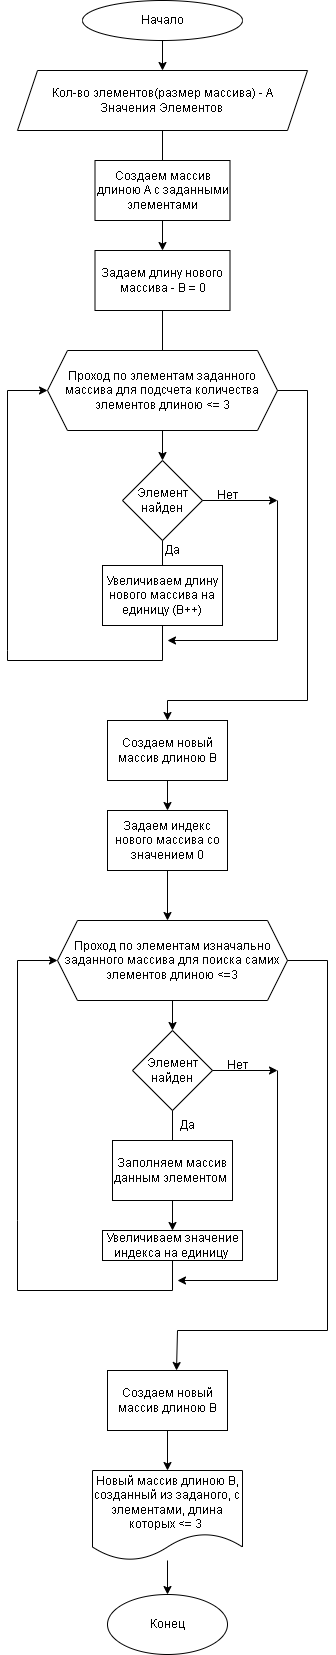 Начало
Кол-во элементов(размер массива) - А
Значения Элементов
Создаем массив
длиною А с заданными
элементами
Задаем длину нового
массива - В = 0
Проход по элементам заданного
массива для подсчета количества
элементов длиною <= 3
Элемент
найден
Нет
Да
Увеличиваем длину
нового массива на
единицу (В++)
Создаем новый
массив длиною В
Задаем индекс
нового массива со
значением 0
Проход по элементам изначально
заданного массива для поиска самих
элементов длиною <=3
Элемент
найден
Нет
Да
Заполняем массив
данным элементом
Увеличиваем значение
индекса на единицу
Создаем новый
массив длиною В
Новый массив длиною В,
созданный из заданого, с
элементами, длина
которых <= 3
Конец